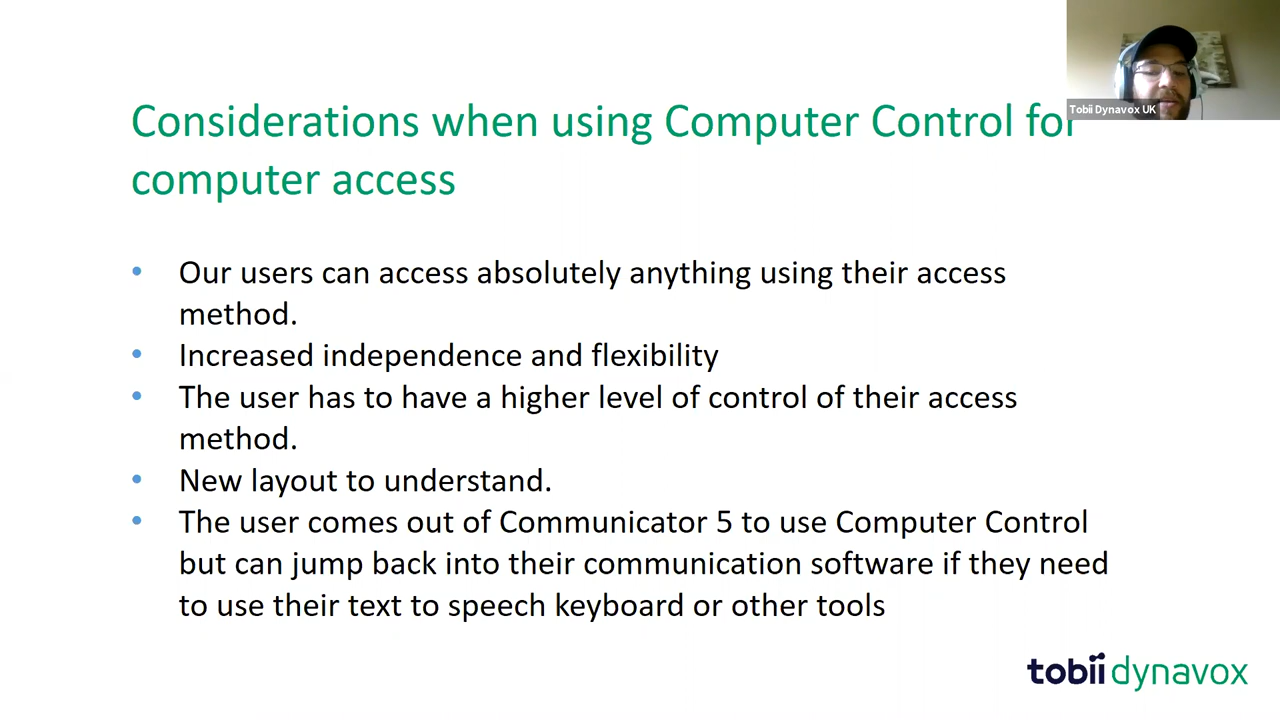 Considerations when using Computer Control for
computer access
Tobii Dynavox UK
• Our users can access absolutely anything using their access
method.
• Increased independence and flexibility
• The user has to have a higher level of control of their access
method.
• New layout to understand.
• The user comes out of Communicator 5 to use Computer Control
but can jump back into their communication software if they need
to use their text to speech keyboard or other tools
tobii dynavox